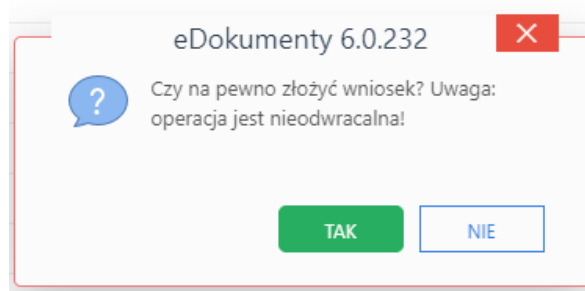 eDokumenty 6.0.232
Czy na pewno złożyć wniosek? Uwaga:
operacja jest nieodwracalna!
TAK
NIE